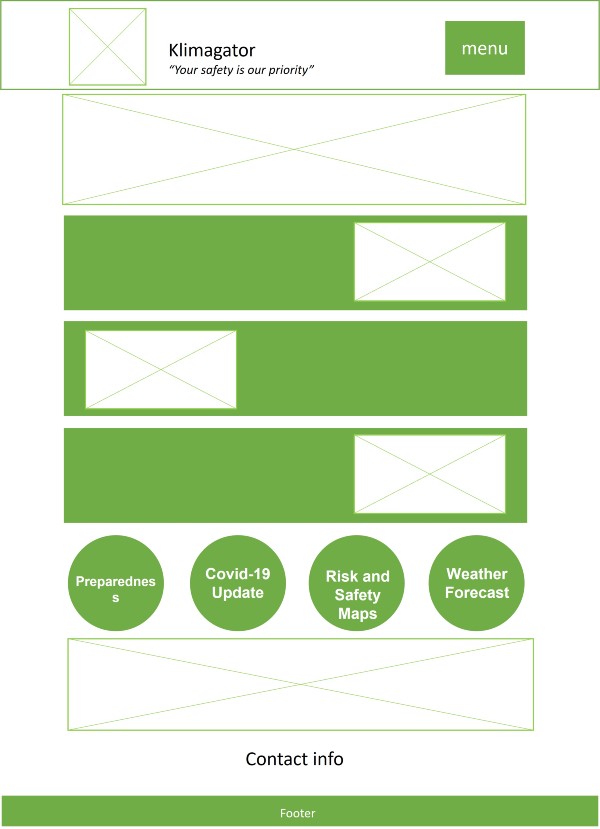 Klimagator
"Your safety is our priority"
menu
Preparednes
s
Covid-19
Update
Risk and
Safety
Maps
Weather
Forecast
Contact info
Footer